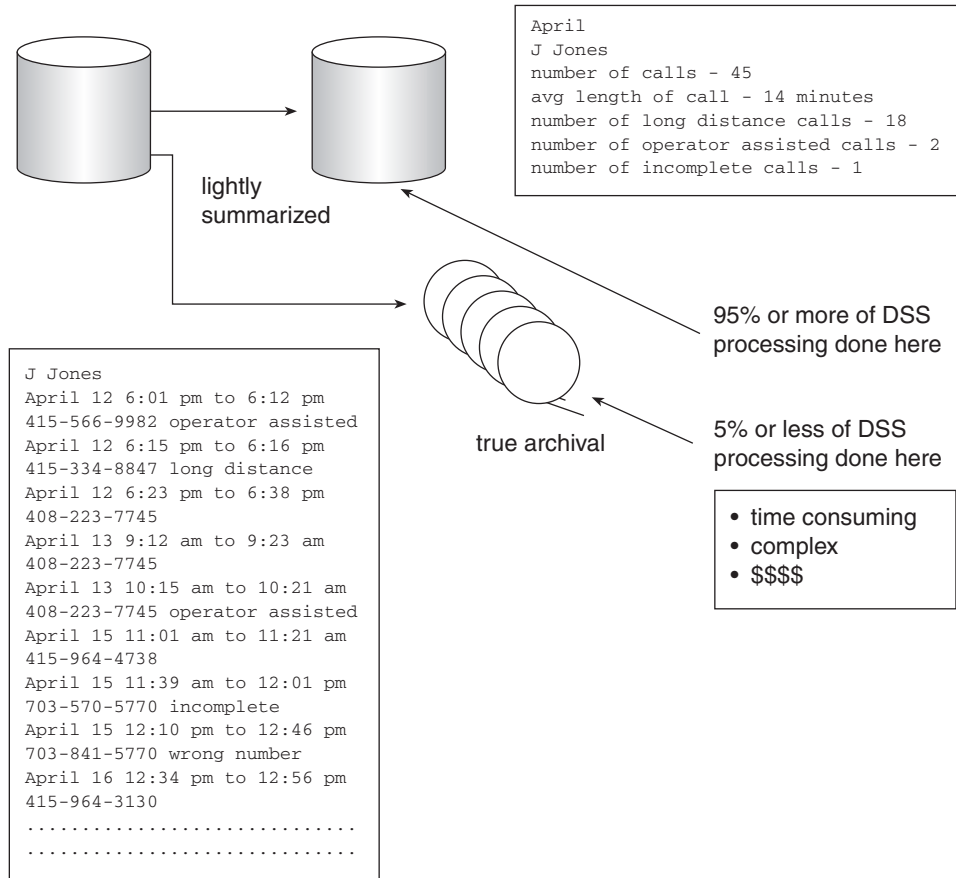 April
J Jones
number of calls - 45
avg length of call - 14 minutes
number of long distance calls - 18
number of operator assisted calls - 2
number of incomplete calls - 1
lightly
summarized
95% or more of DSS
processing done here
true archival
5% or less of DSS
processing done here
• time consuming
• complex
• $$$$
J Jones
April 12 6:01 pm to 6:12 pm
415-566-9982 operator assisted
April 12 6:15 pm to 6:16 pm
415-334-8847 long distance
April 12 6:23 pm to 6:38 pm
408-223-7745
April 13 9:12 am to 9:23 am
408-223-7745
April 13 10:15 am to 10:21 am
408-223-7745 operator assisted
April 15 11:01 am to 11:21 am
415-964-4738
April 15 11:39 am to 12:01 pm
703-570-5770 incomplete
April 15 12:10 pm to 12:46 pm
703-841-5770 wrong number
April 16 12:34 pm to 12:56 pm
415-964-3130
..............................
..............................